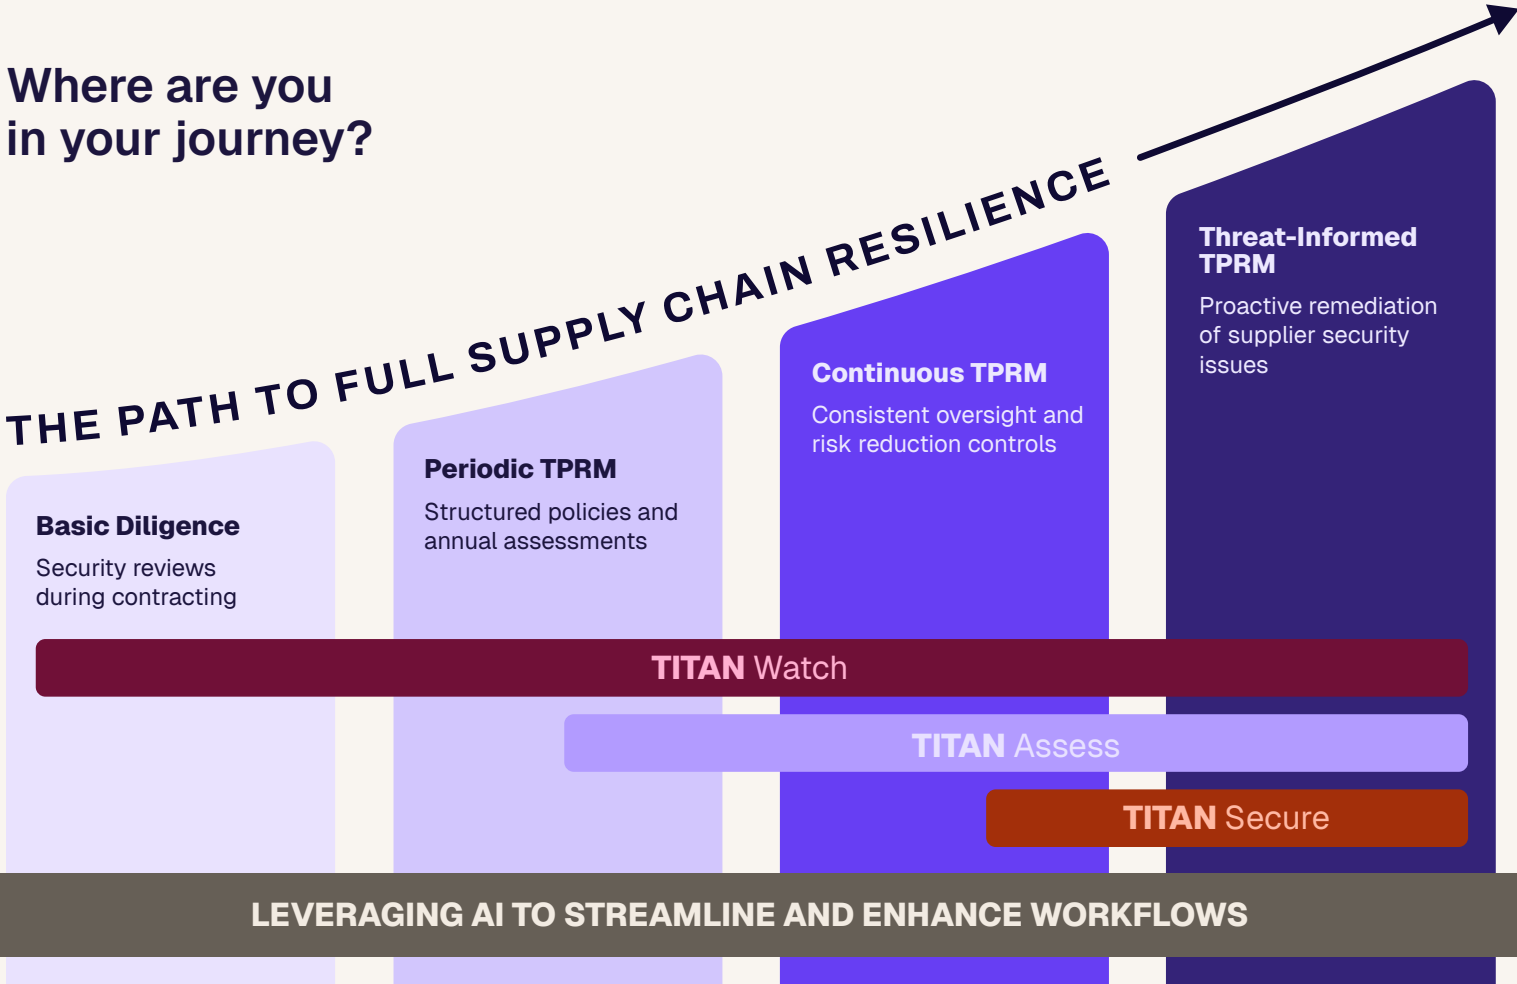 Where are you
in your journey?
THE PATH TO FULL SUPPLY CHAIN RESILIENCE
Basic Diligence
Security reviews
during contracting
Periodic TPRM
Structured policies and
annual assessments
Continuous TPRM
Consistent oversight and
risk reduction controls
Threat-Informed
TPRM
Proactive remediation
of supplier security
issues
TITAN Watch
TITAN Assess
TITAN Secure
LEVERAGING AI TO STREAMLINE AND ENHANCE WORKFLOWS